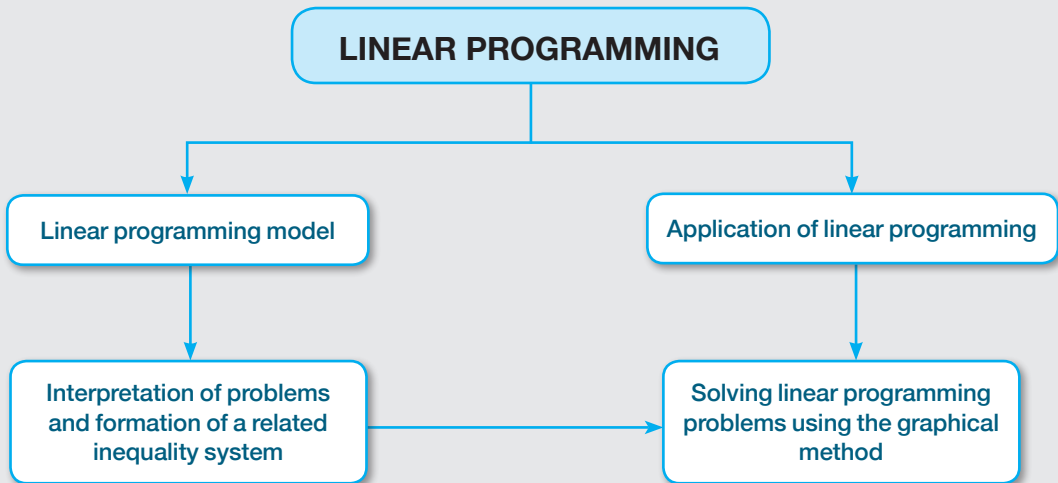 LINEAR PROGRAMMING
Linear programming model
Application of linear programming
Interpretation of problems
and formation of a related
inequality system
Solving linear programming
problems using the graphical
method